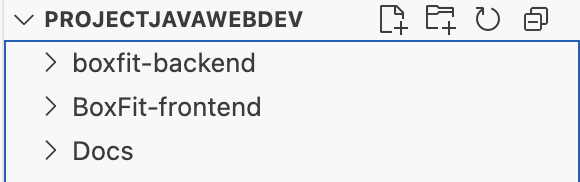 PROJECTJAVAWEBDEV
boxfit-backend
BoxFit-frontend
Docs